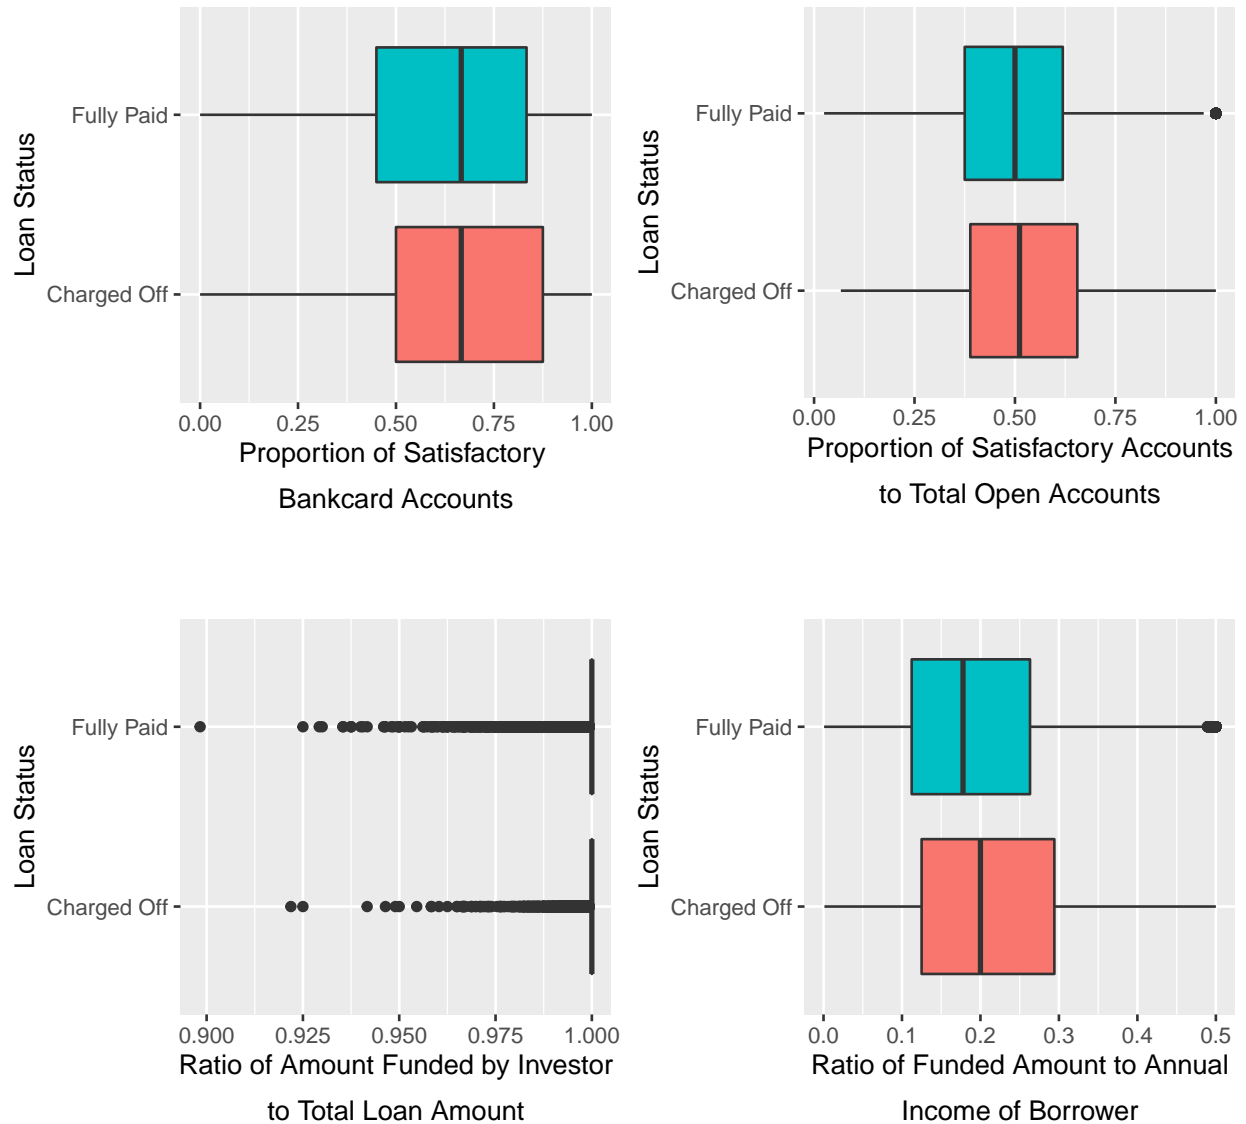 Loan Status
Fully Paid
Charged Off
0.00 0.25 0.50 0.75 1.00
Proportion of Satisfactory
Bankcard Accounts
Loan Status
Fully Paid
Charged Off
0.00 0.25 0.50 0.75 1.00
Proportion of Satisfactory Accounts
to Total Open Accounts
Loan Status
Fully Paid
Charged Off
0.900 0.925 0.950 0.975 1.000
Ratio of Amount Funded by Investor
to Total Loan Amount
Loan Status
Fully Paid
Charged Off
0.0 0.1 0.2 0.3 0.4 0.5
Ratio of Funded Amount to Annual
Income of Borrower